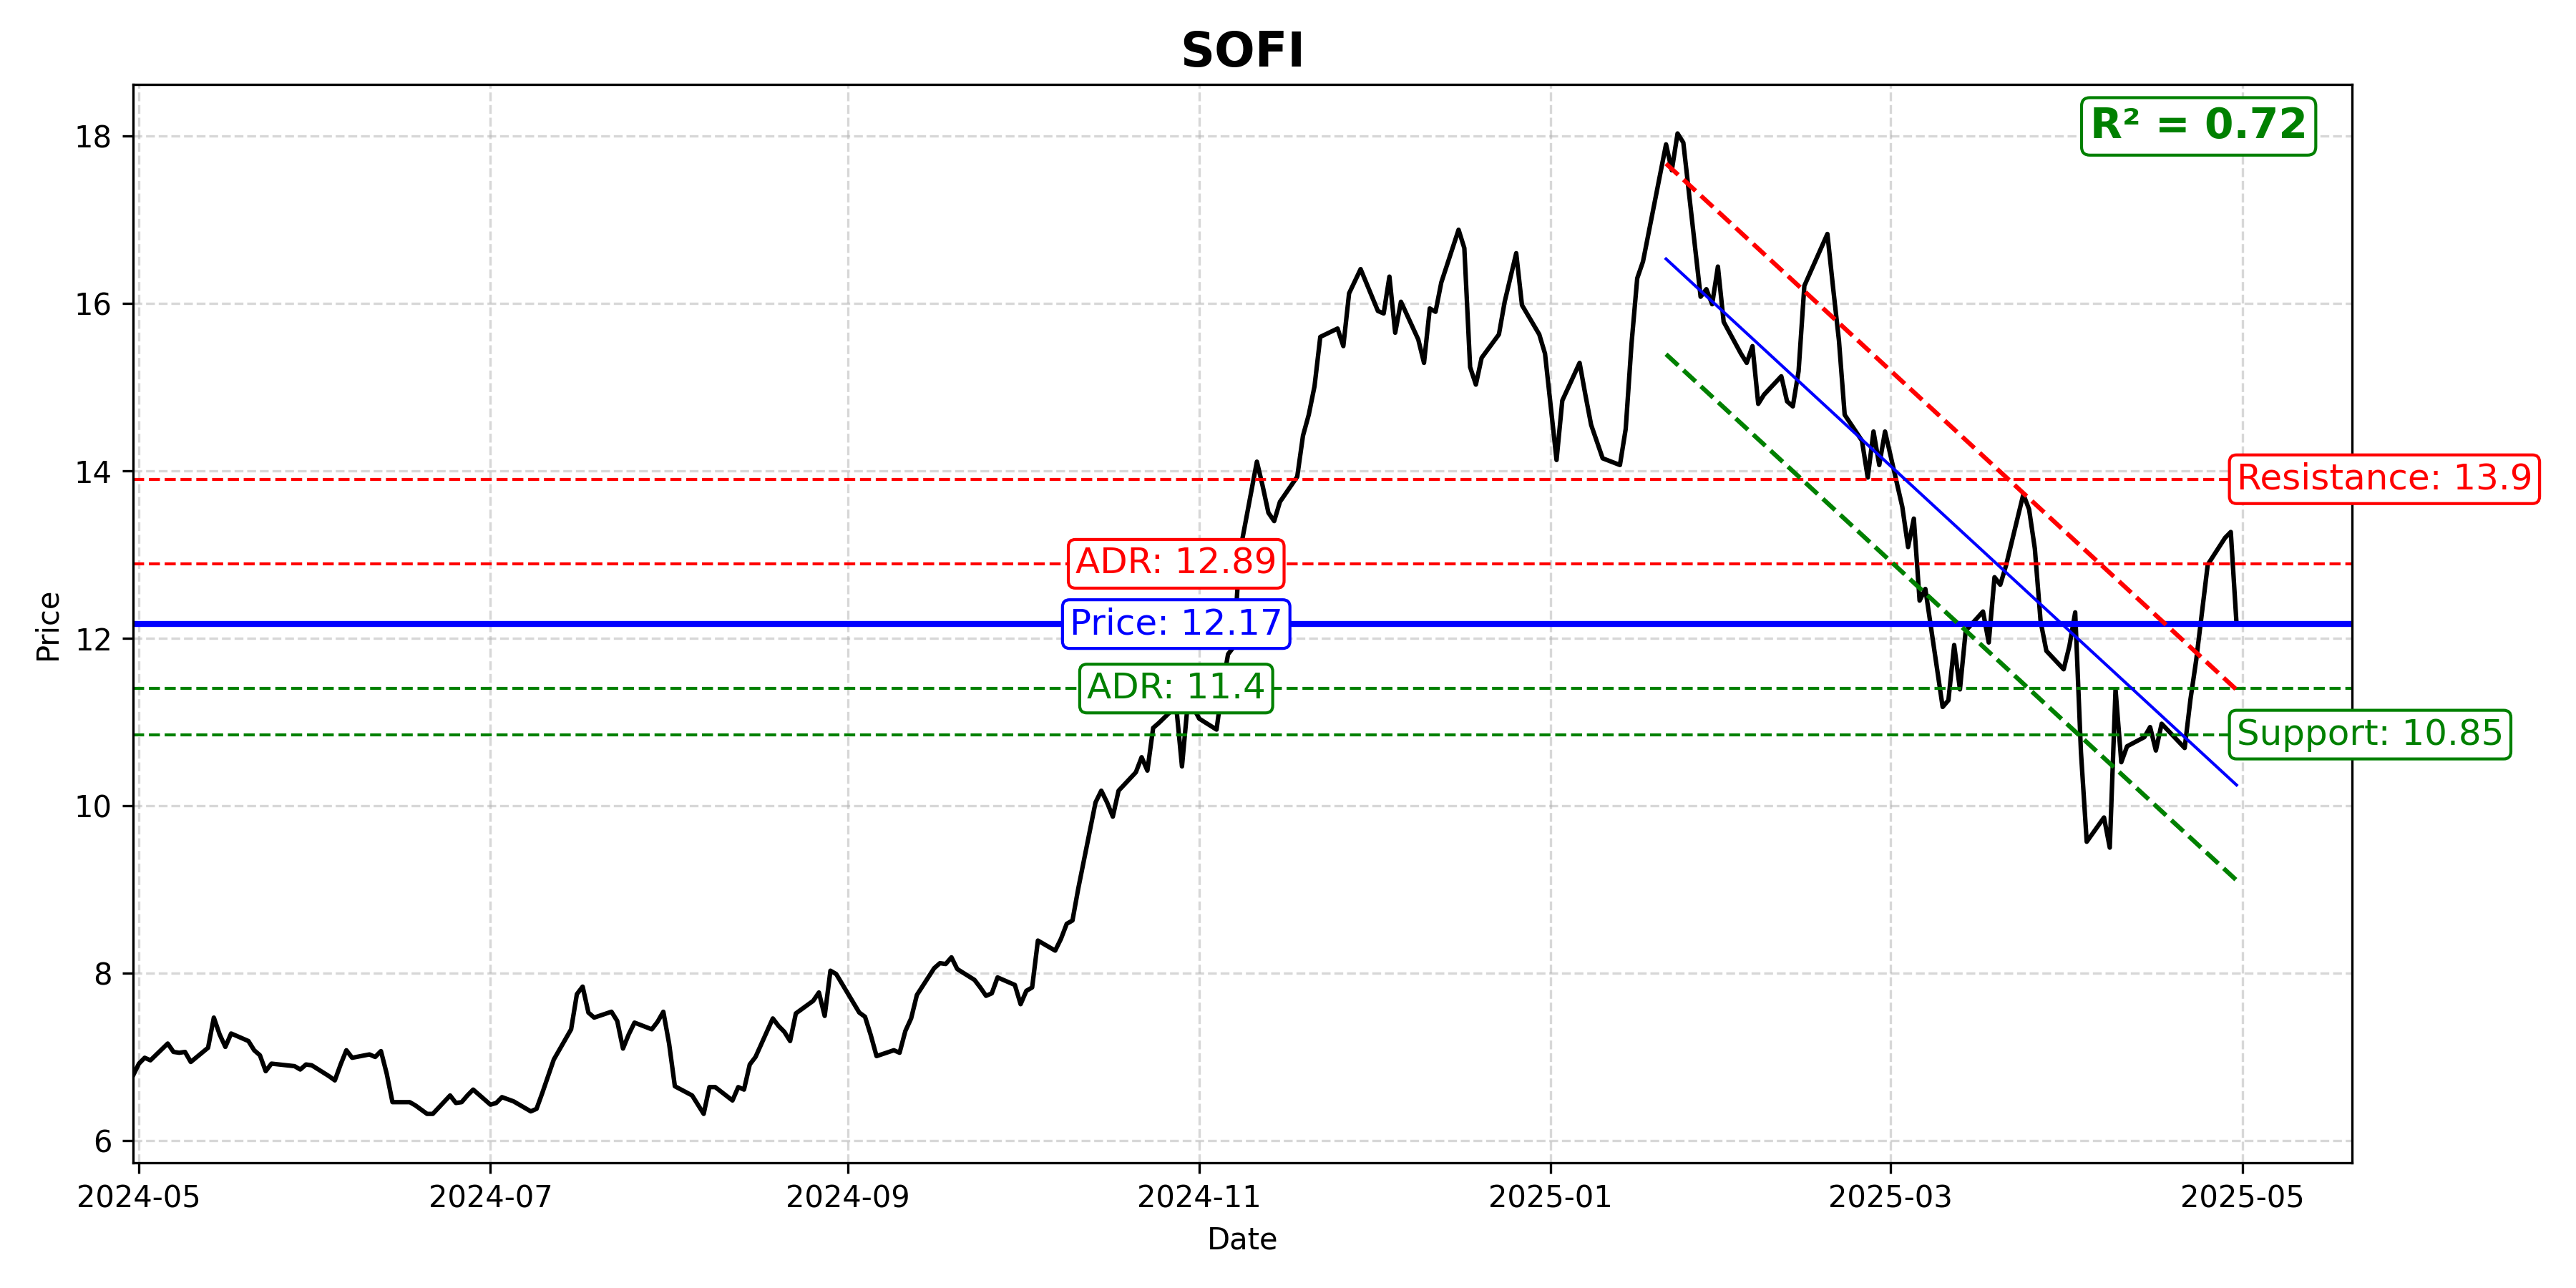 SOFI
R² = 0.72
18
16
14
12
10
8
6
Price
Resistance: 13.9
ADR: 12.89
Price: 12.17
ADR: 11.4
Support: 10.85
2024-05
2024-07
2024-09
2024-11
2025-01
2025-03
2025-05
Date